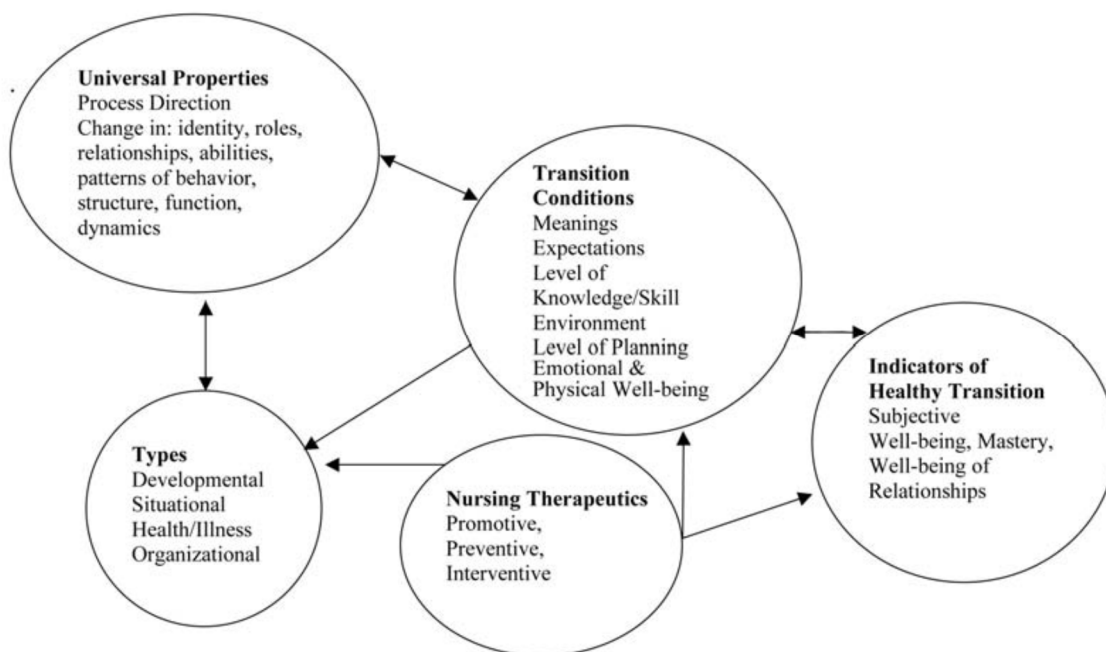 Universal Properties
Process Direction
Change in: identity, roles,
relationships, abilities,
patterns of behavior,
structure, function,
dynamics
Transition
Conditions
Meanings
Expectations
Level of
Knowledge/Skill
Environment
Level of Planning
Emotional &
Physical Well-being
Indicators of
Healthy Transition
Subjective
Well-being, Mastery,
Well-being of
Relationships
Types
Developmental
Situational
Health/Illness
Organizational
Nursing Therapeutics
Promotive,
Preventive,
Interventive